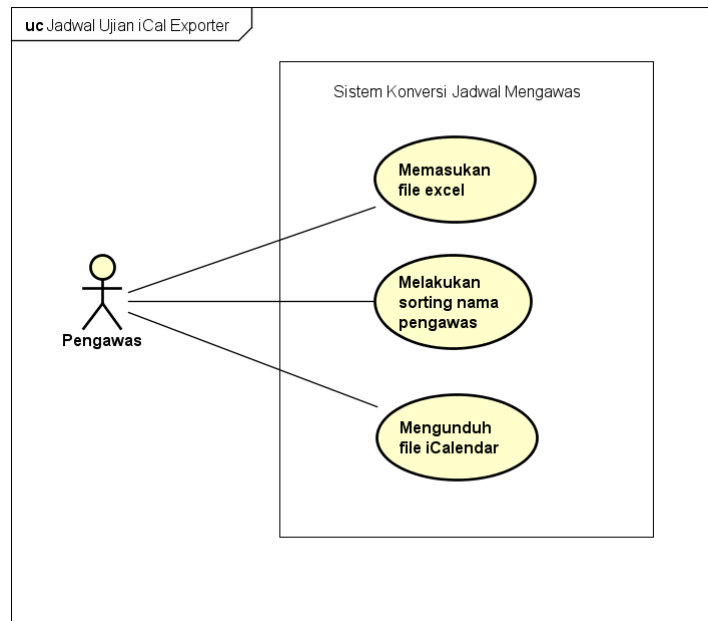 uc Jadwal Ujian iCal Exporter
Sistem Konversi Jadwal Mengawas
Memasukan
file excel
Melakukan
sorting nama
pengawas
Pengawas
Mengunduh
file iCalendar